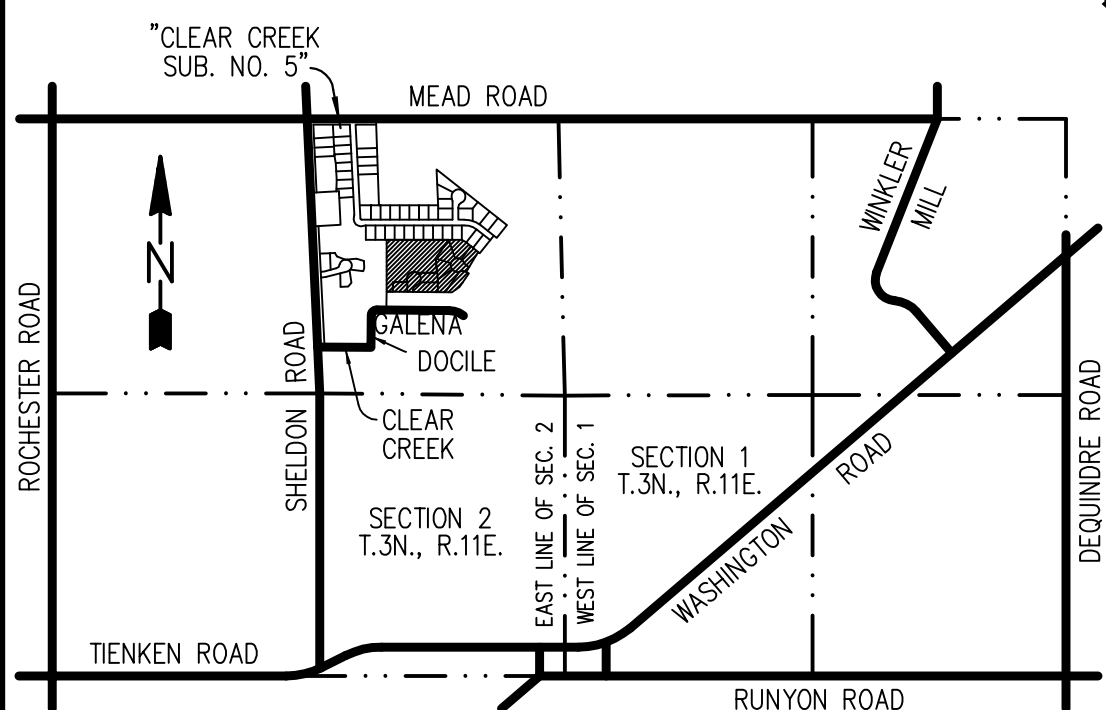 "CLEAR CREEK
SUB. NO. 5"
MEAD ROAD
WINKLER
MILL
N
ROCHESTER ROAD
SHELDON ROAD
GALENA
DOCILE
CLEAR
CREEK
SECTION 2
T.3N., R.11E.
EAST LINE OF SEC. 2
WEST LINE OF SEC. 1
SECTION 1
T.3N., R.11E.
WASHINGTON ROAD
DEQUINDRE ROAD
TIENKEN ROAD
RUNYON ROAD